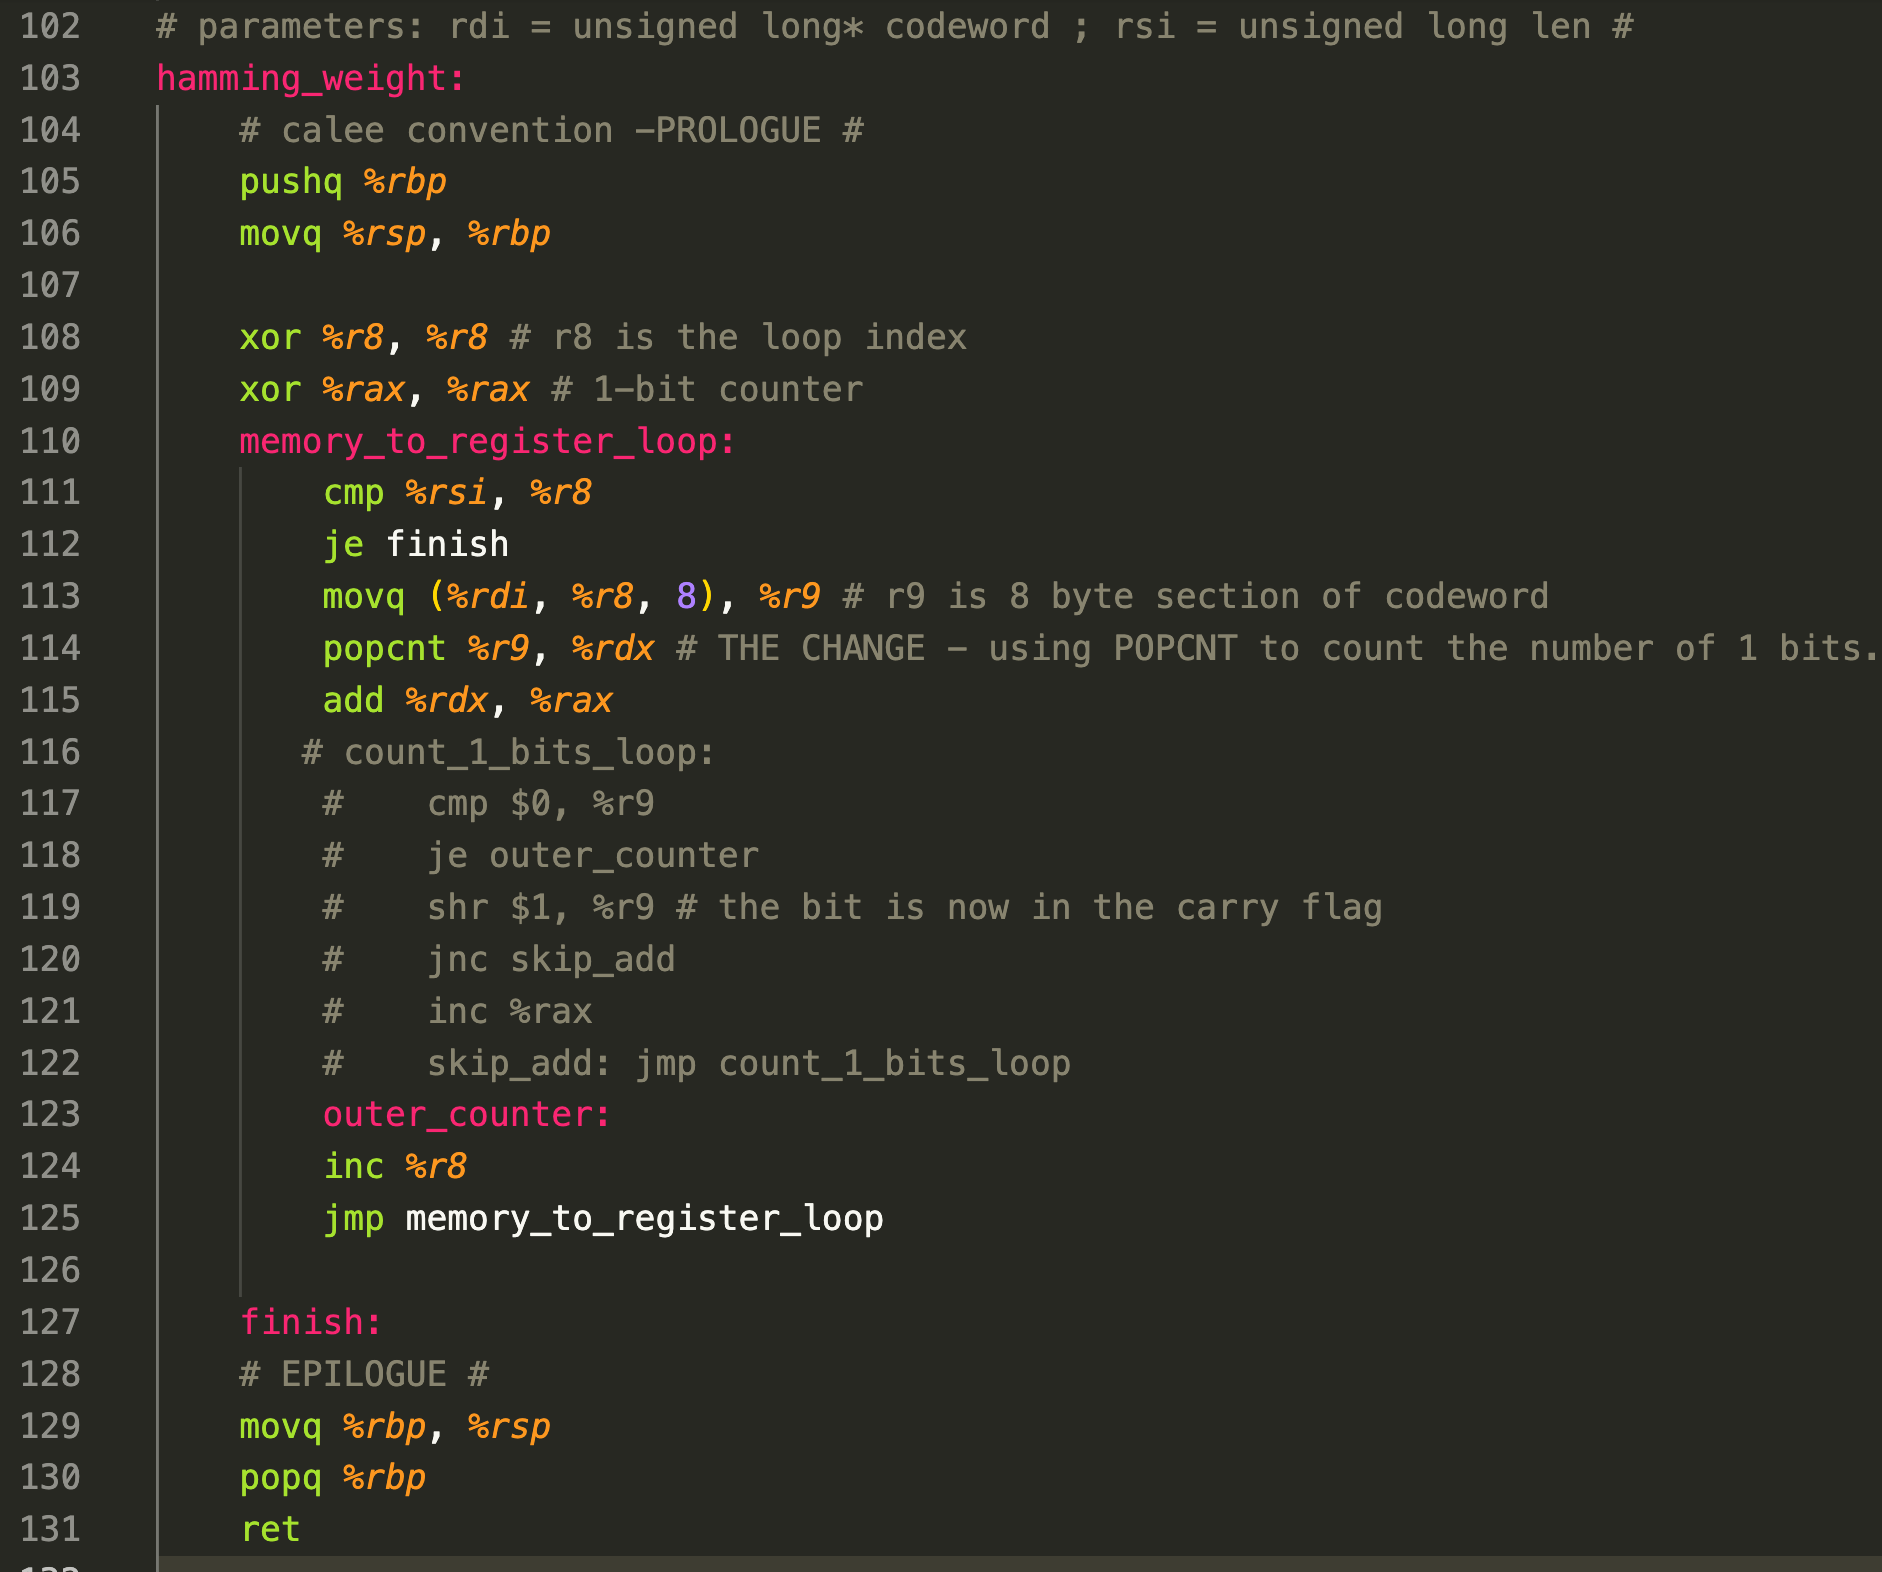 102 # parameters: rdi = unsigned long* codeword ; rsi = unsigned long len #
103 hamming_weight:
104 # calee convention -PROLOGUE #
105 pushq %rbp
106 movq %rsp, %rbp
107
108 xor %r8, %r8 # r8 is the loop index
109 xor %rax, %rax # 1-bit counter
110 memory_to_register_loop:
111 cmp %rsi, %r8
112 je finish
113 movq (%rdi, %r8, 8), %r9 # r9 is 8 byte section of codeword
114 popcnt %r9, %rdx # THE CHANGE - using POPCNT to count the number of 1 bits.
115 add %rdx, %rax
116 # count_1_bits_loop:
117 # cmp $0, %r9
118 # je outer_counter
119 # shr $1, %r9 # the bit is now in the carry flag
120 # jnc skip_add
121 # inc %rax
122 # skip_add: jmp count_1_bits_loop
123 outer_counter:
124 inc %r8
125 jmp memory_to_register_loop
126
127 finish:
128 # EPILOGUE #
129 movq %rbp, %rsp
130 popq %rbp
131 ret